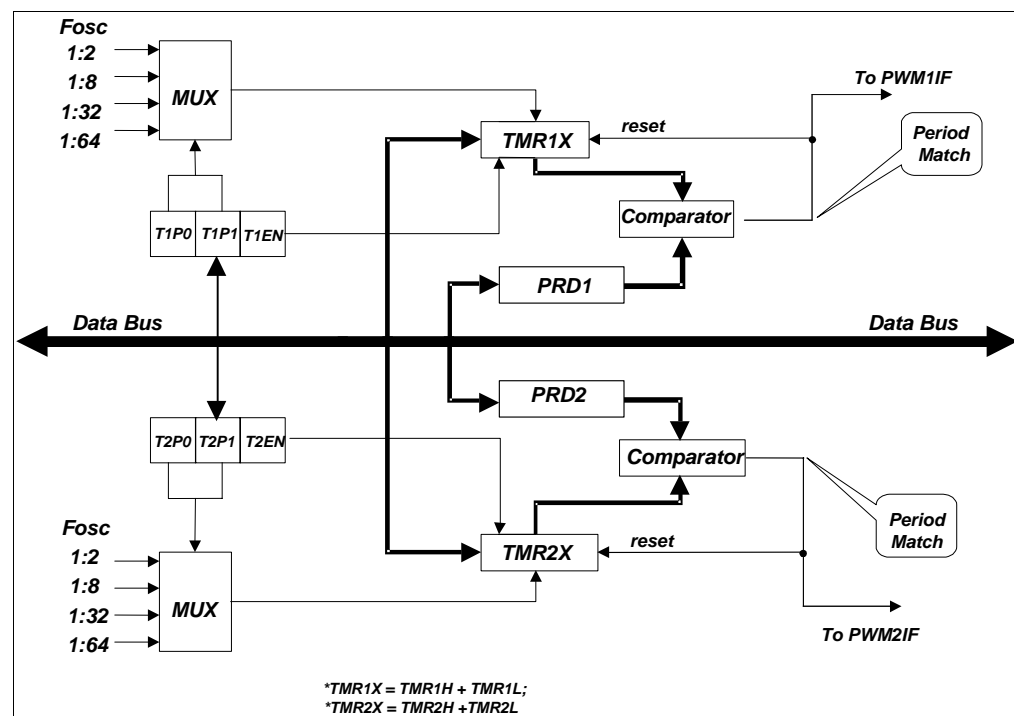 Fosc
1:2
1:8
1:32
1:64
MUX
T1P0 T1P1 T1EN
TMR1X
reset
To PWM1IF
Period
Match
Comparator
PRD1
Data Bus
Data Bus
PRD2
T2P0 T2P1 T2EN
Comparator
Period
Match
Fosc
1:2
1:8
1:32
1:64
MUX
TMR2X
reset
To PWM2IF
*TMR1X = TMR1H + TMR1L;
*TMR2X = TMR2H +TMR2L